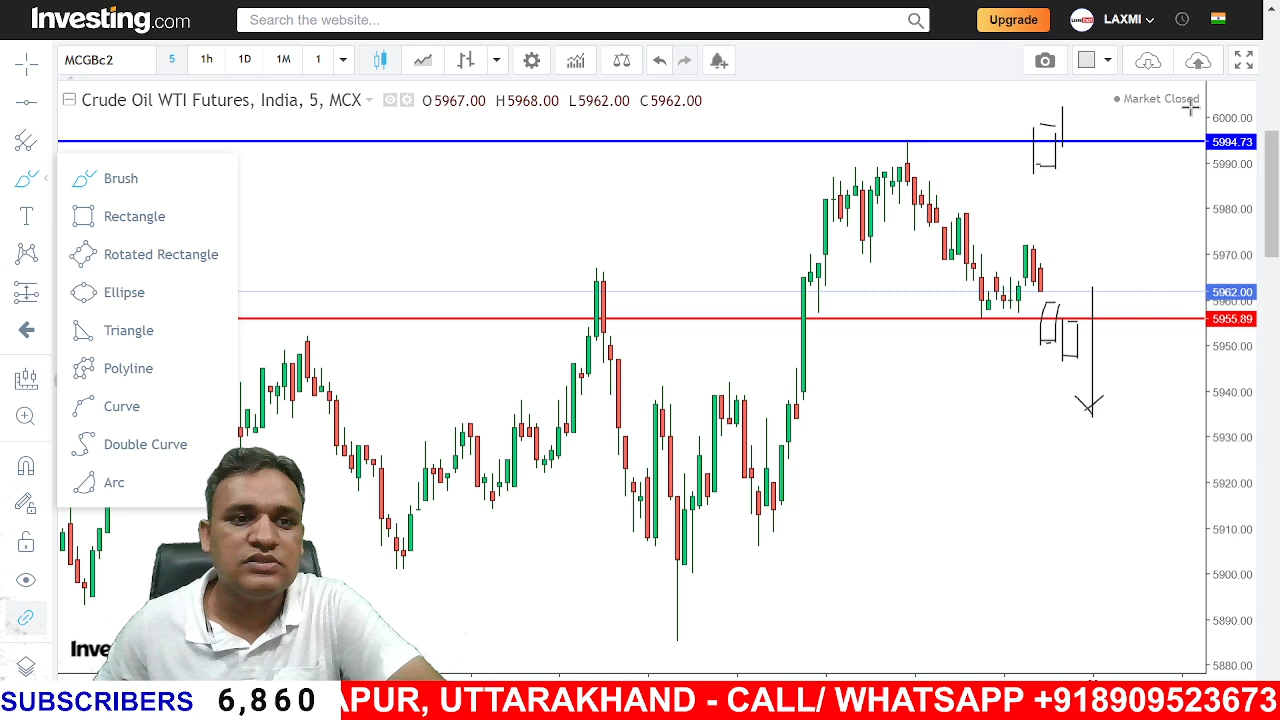 Investing.com
Search the website...
Upgrade
LAXMI
MCGBc2
5
1h
1D
1M
1
Crude Oil WTI Futures, India, 5, MCX
O5967.00 H5968.00 L5962.00 C5962.00
Market Closed
6000.00
5994.73
5990.00
5980.00
5970.00
5962.00
5960.00
5955.89
5950.00
5940.00
5930.00
5920.00
5910.00
5900.00
5890.00
5880.00
Brush
Rectangle
Rotated Rectangle
Ellipse
Triangle
Polyline
Curve
Double Curve
Arc
Inve
SUBSCRIBERS 6,860
APUR, UTTARAKHAND - CALL/ WHATSAPP +918909523673